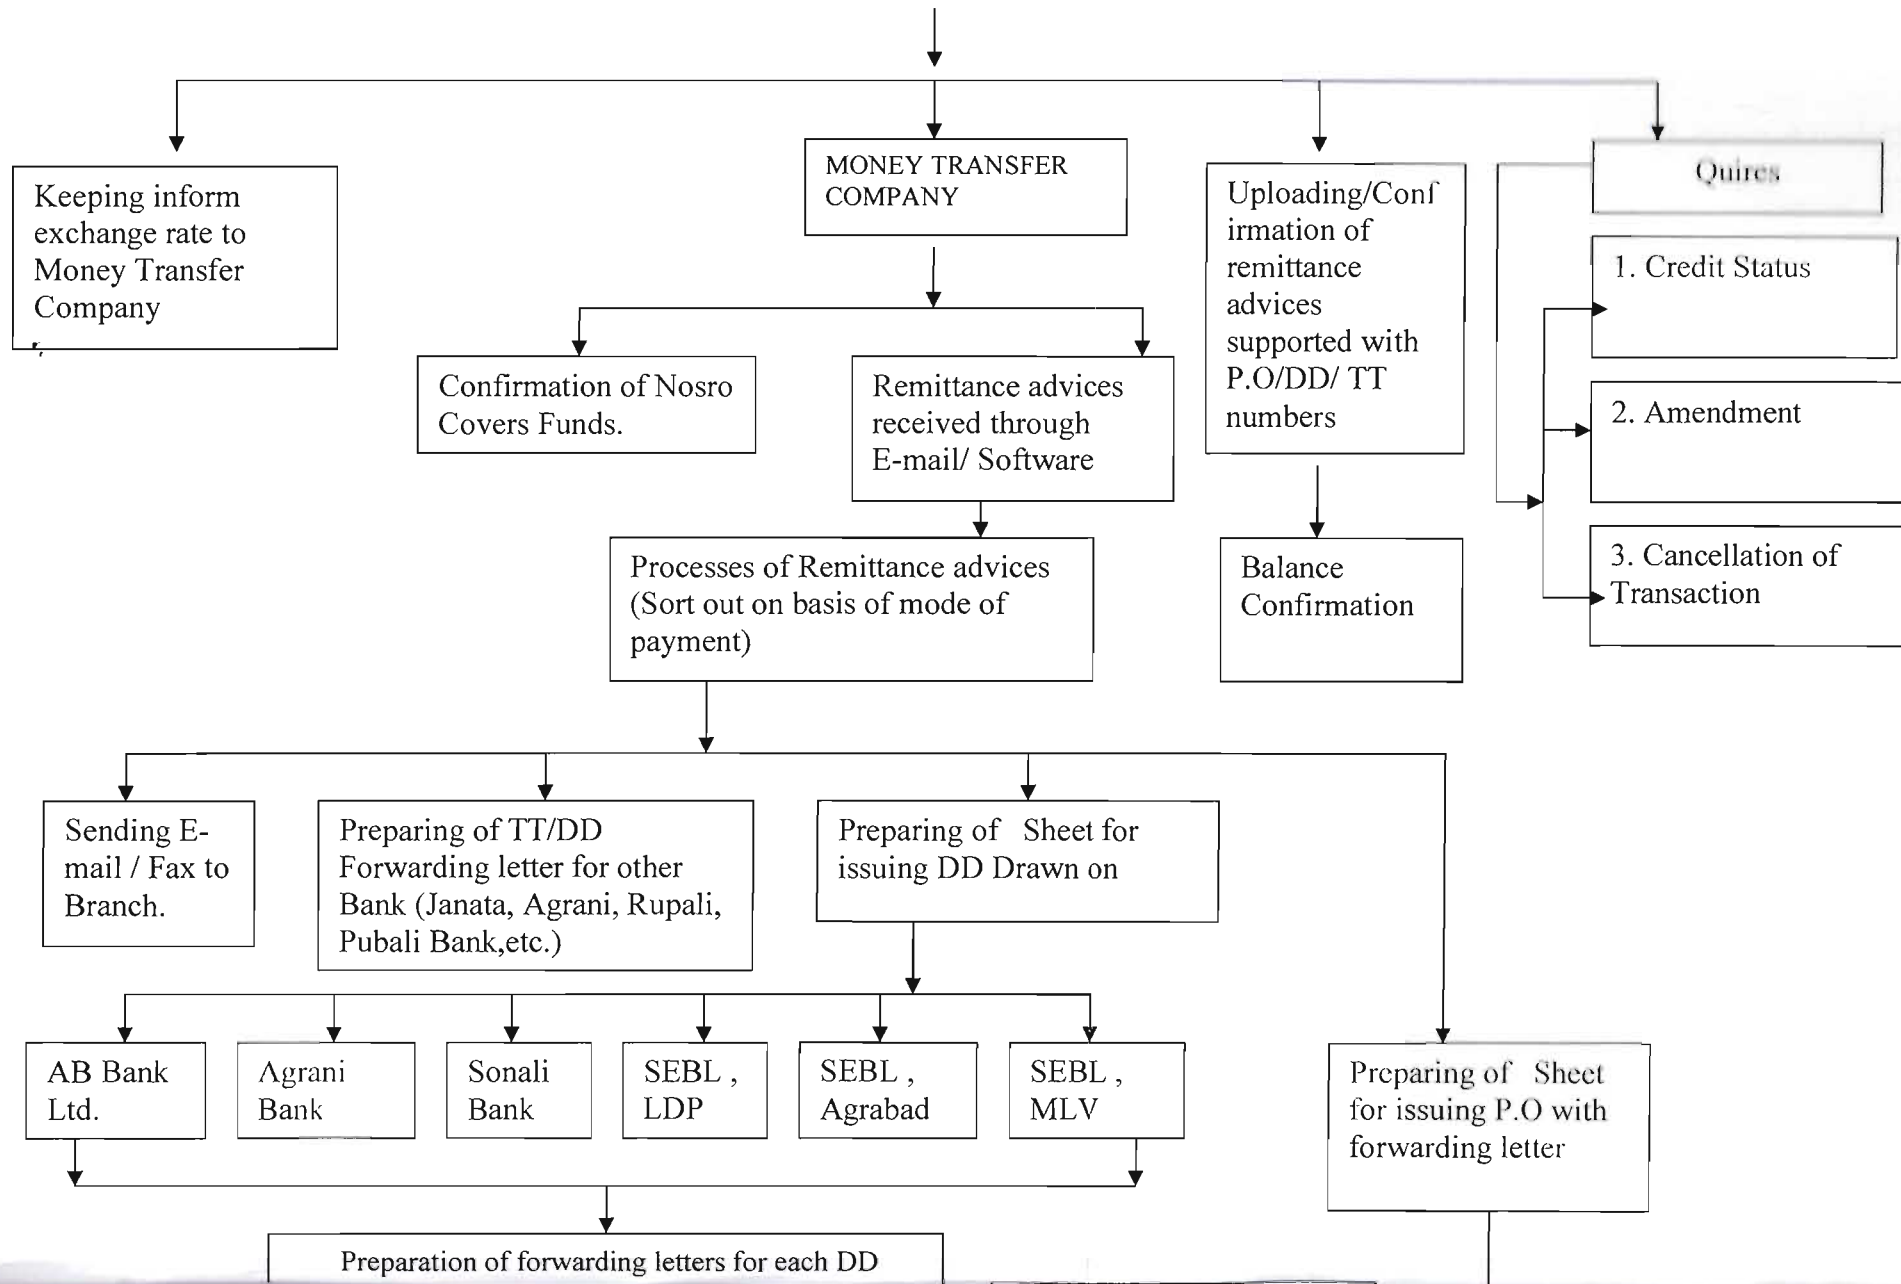 Keeping inform
exchange rate to
Money Transfer
Company
MONEY TRANSFER
COMPANY
Uploading/Conf
irmation of
remittance
advices
supported with
P.O/DD/ TT
numbers
Quires
1. Credit Status
2. Amendment
3. Cancellation of
Transaction
Confirmation of Nosro
Covers Funds.
Remittance advices
received through
E-mail/ Software
Processes of Remittance advices
(Sort out on basis of mode of
payment)
Balance
Confirmation
Sending E-
mail / Fax to
Branch.
Preparing of TT/DD
Forwarding letter for other
Bank (Janata, Agrani, Rupali,
Pubali Bank,etc.)
Preparing of Sheet for
issuing DD Drawn on
AB Bank
Ltd.
Agrani
Bank
Sonali
Bank
SEBL ,
LDP
SEBL ,
Agrabad
SEBL ,
MLV
Preparing of Sheet
for issuing P.O with
forwarding letter
Preparation of forwarding letters for each DD